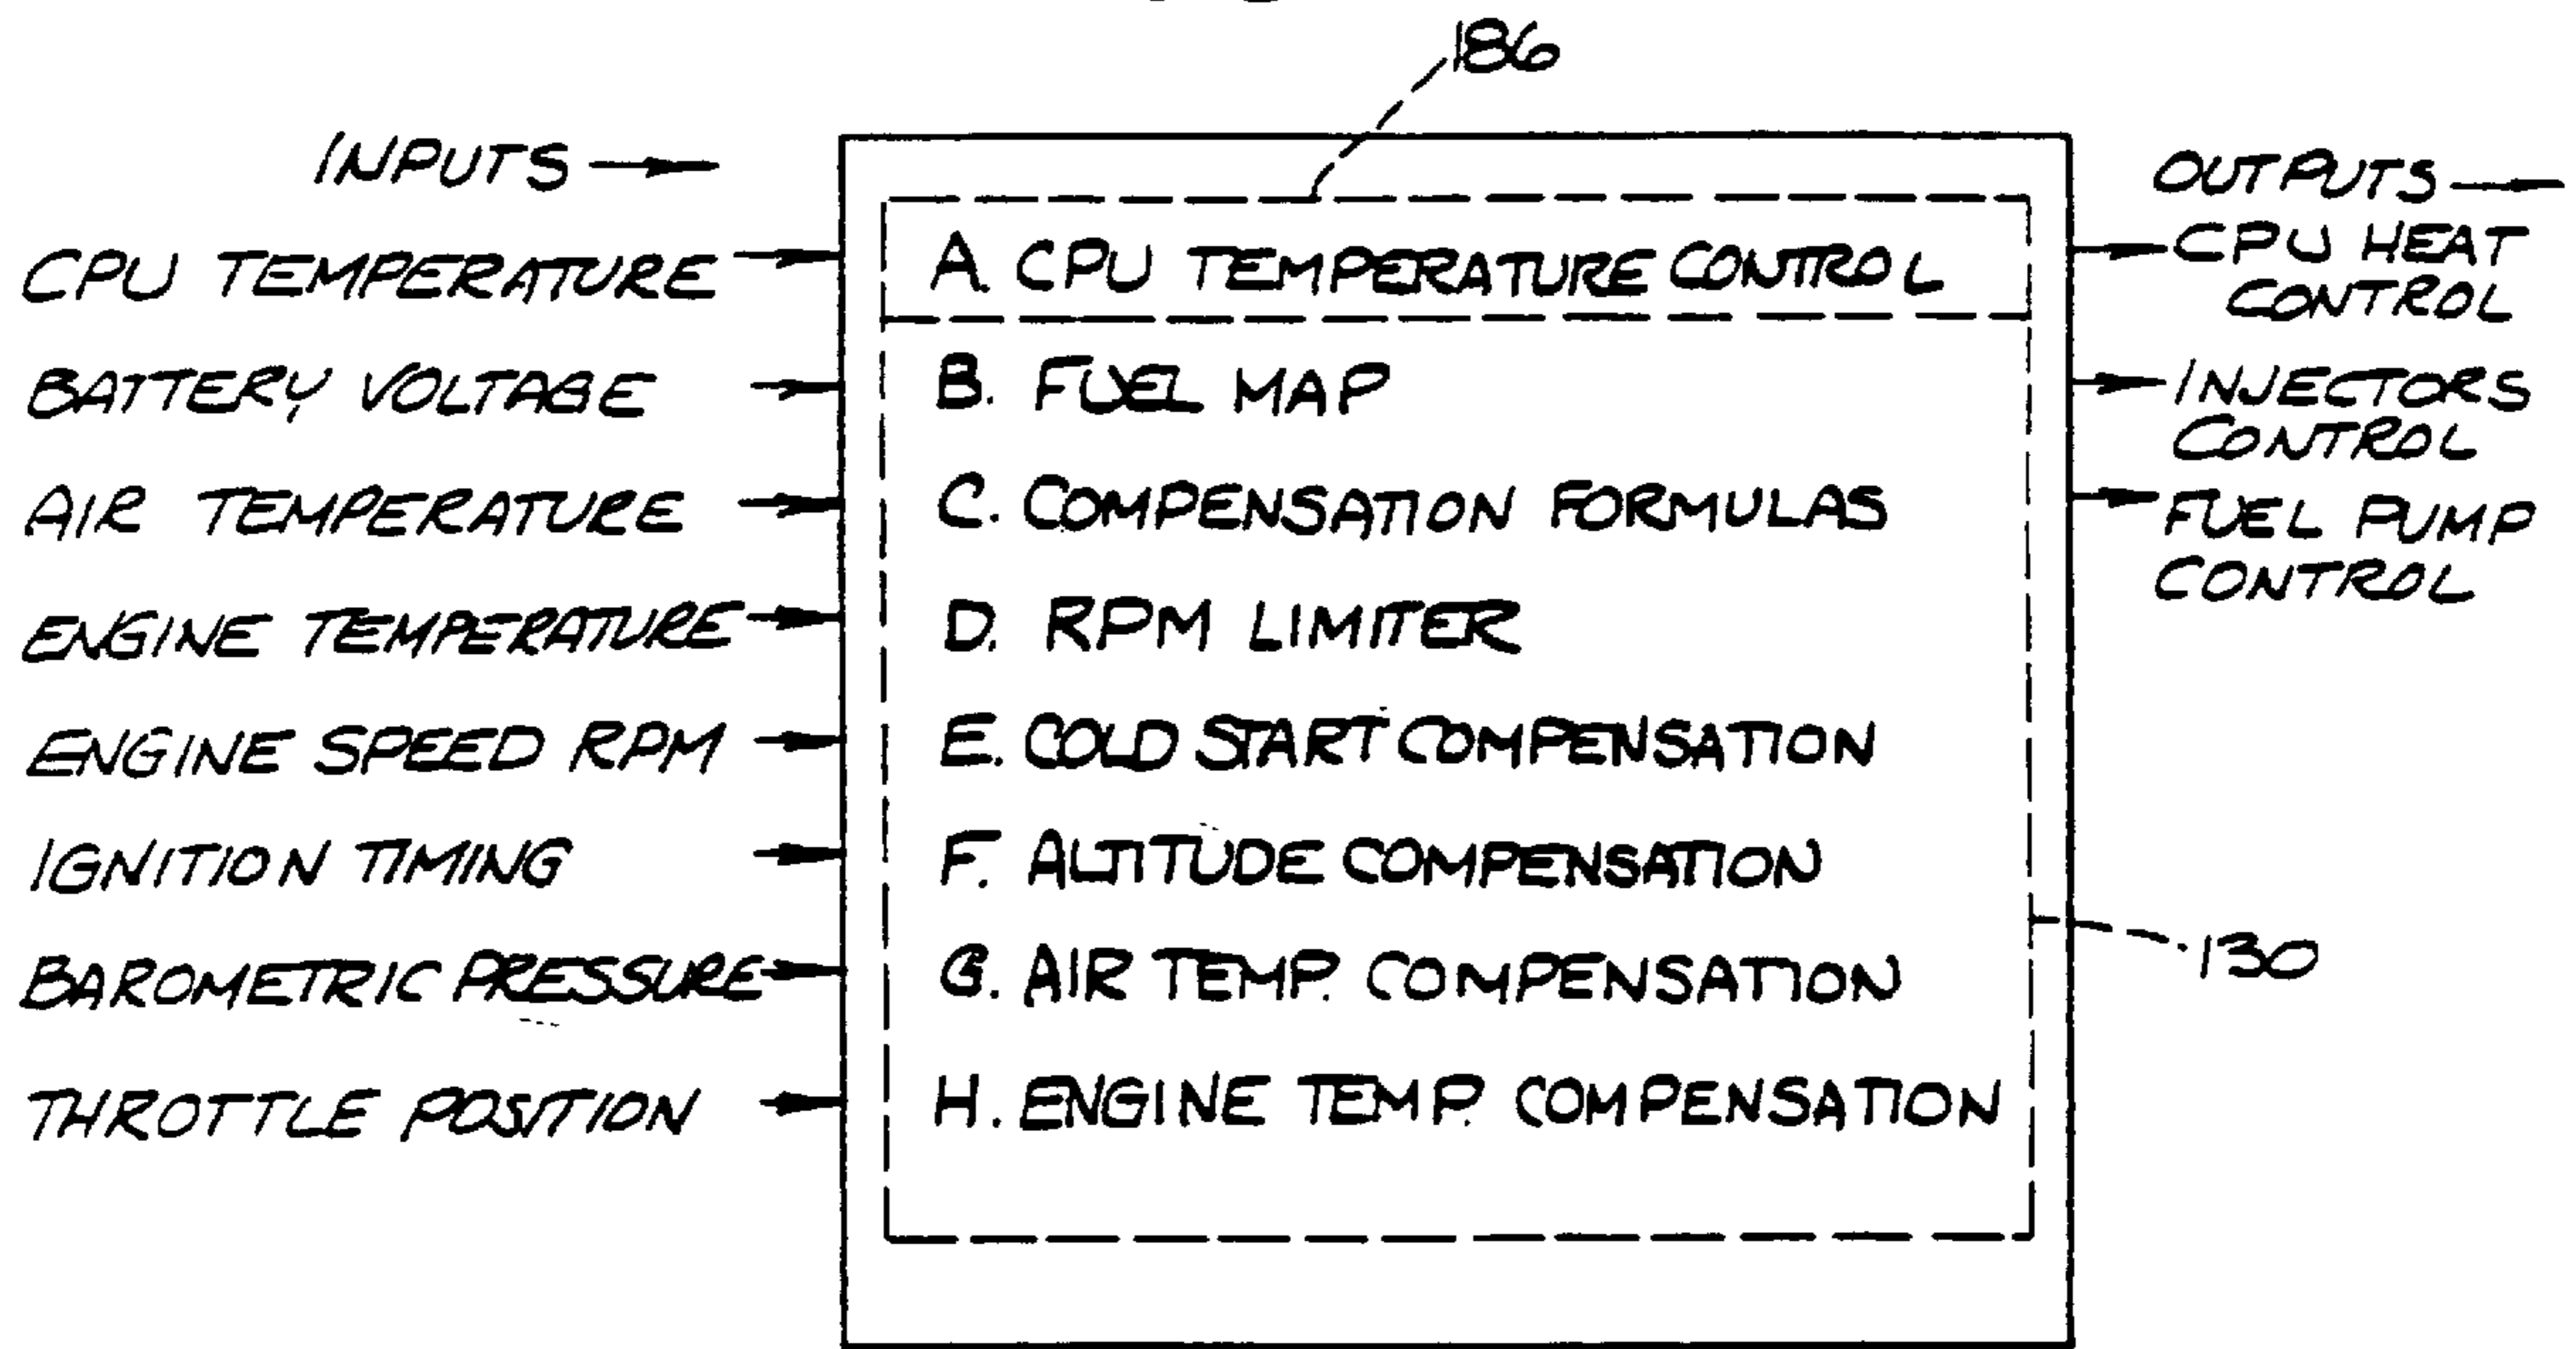 186
INPUTS
CPU TEMPERATURE
BATTERY VOLTAGE
AIR TEMPERATURE
ENGINE TEMPERATURE
ENGINE SPEED RPM
IGNITION TIMING
BAROMETRIC PRESSURE
THROTTLE POSITION
A. CPU TEMPERATURE CONTROL
B. FUEL MAP
C. COMPENSATION FORMULAS
D. RPM LIMITER
E. COLD START COMPENSATION
F. ALTITUDE COMPENSATION
G. AIR TEMP. COMPENSATION
H. ENGINE TEMP. COMPENSATION
OUTPUTS
CPU HEAT
CONTROL
INJECTORS
CONTROL
FUEL PUMP
CONTROL
130